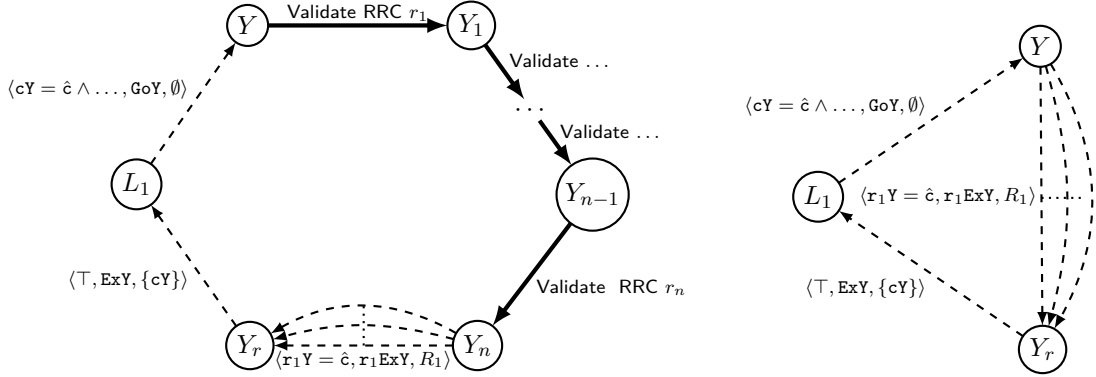 Y
Validate RRC r₁
Y₁
Validate ...
...
Validate ...
Yₙ₋₁
Validate RRC rₙ
Yₙ
⟨r₁Y = ĉ, r₁ExY, R₁⟩
Yᵣ
⟨⊤, ExY, {cY}⟩
L₁
⟨cY = ĉ ∧ ..., GoY, ∅⟩
Y
⟨cY = ĉ ∧ ..., GoY, ∅⟩
L₁
⟨r₁Y = ĉ, r₁ExY, R₁⟩
⟨⊤, ExY, {cY}⟩
Yᵣ